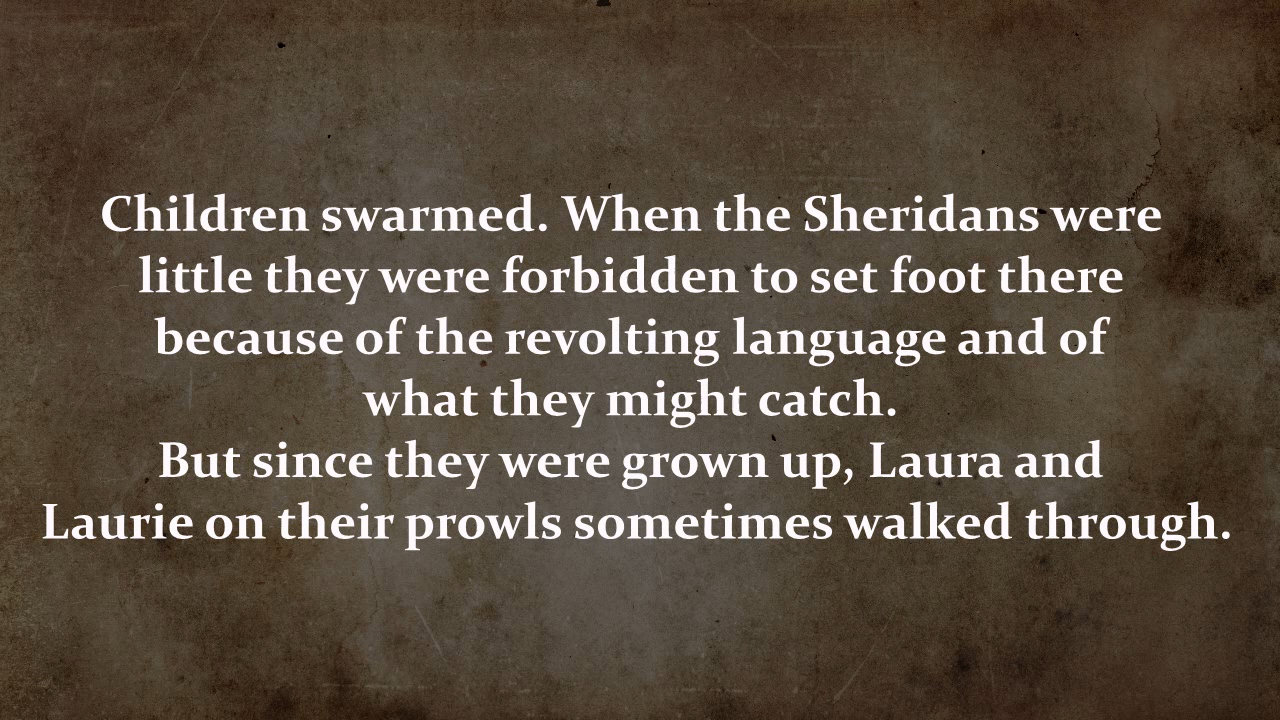 Children swarmed. When the Sheridans were
little they were forbidden to set foot there
because of the revolting language and of
what they might catch.
But since they were grown up, Laura and
Laurie on their prowls sometimes walked through.